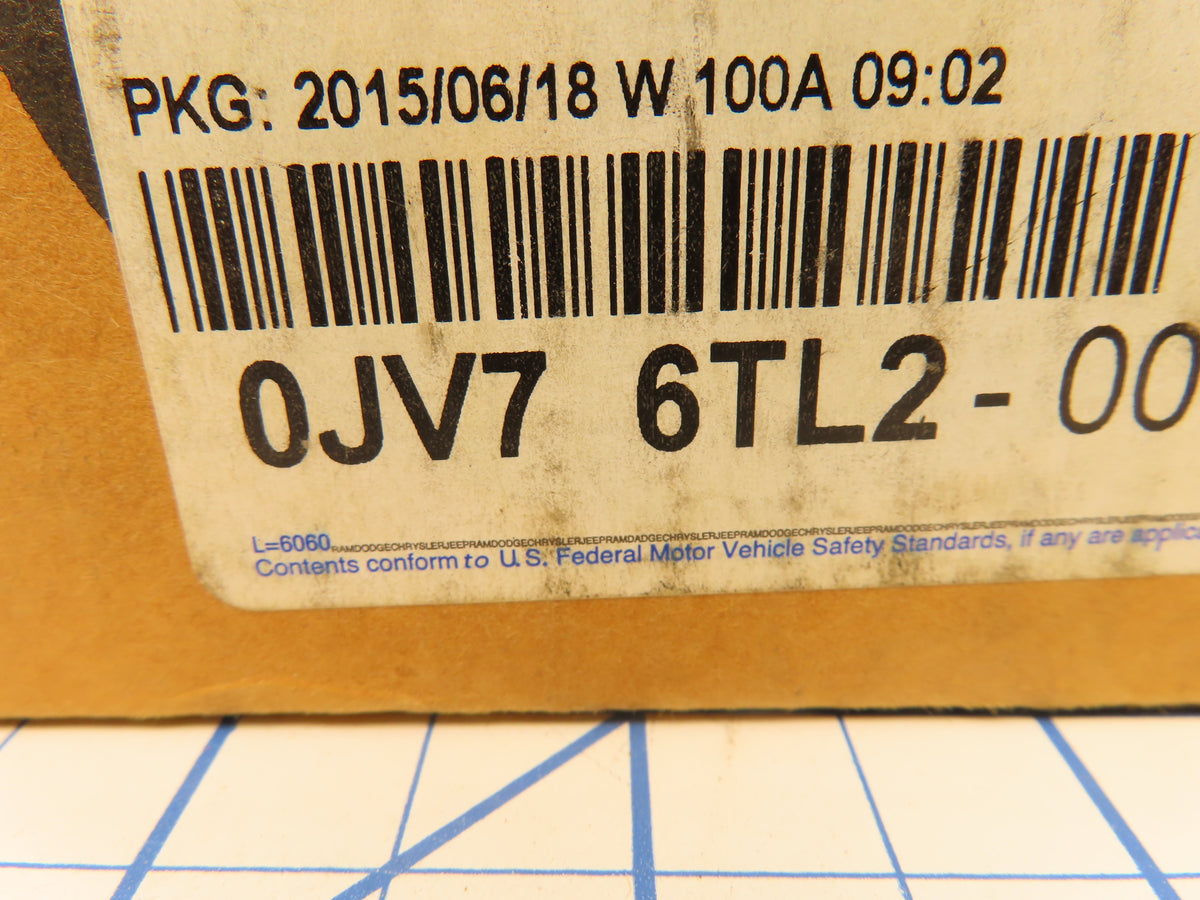 PKG: 2015/06/18 W 100A 09:02
0JV7 6TL2-00
L=6060 RAMDODGECHRYSLERJEEPRAMDODGECHRYSLERJEEPRAMDADGECHRYSLERJEEPRAMDODGECHRYSLERJEEPRAMDODGECHRYSLERJEEPRAMDODGECHRYSLER
Contents conform to U.S. Federal Motor Vehicle Safety Standards, if any are